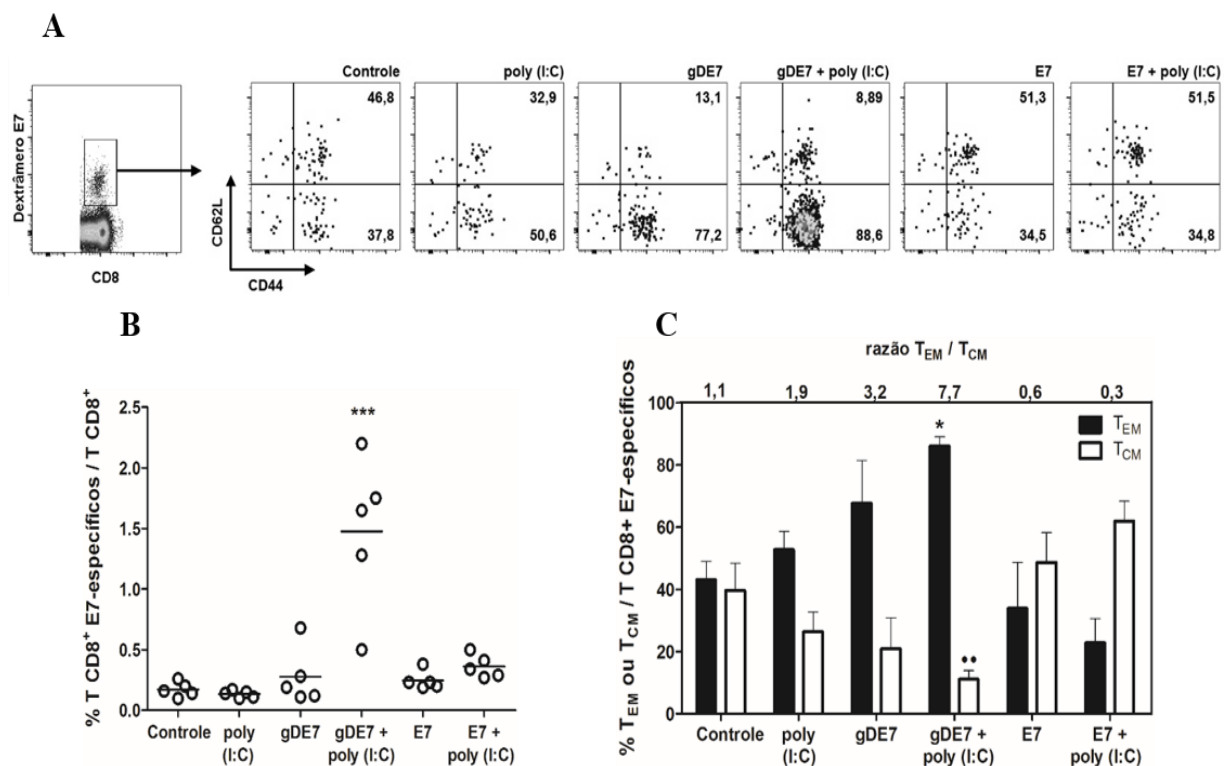 A
Controle
poly (I:C)
gDE7
gDE7 + poly (I:C)
E7
E7 + poly (I:C)
46,8
32,9
13,1
8,89
51,3
51,5
Dextrâmero E7
CD62L
37,8
50,6
77,2
88,6
34,5
34,8
CD8
CD44
B
C
% T CD8+ E7-específicos / T CD8+
2.5
2.0
1.5
1.0
0.5
0.0
***
Controle
poly
(I:C)
gDE7
gDE7 +
poly (I:C)
E7
E7 +
poly (I:C)
razão TEM / TCM
1,1
1,9
3,2
7,7
0,6
0,3
% TEM ou TCM / T CD8+ E7-específicos
100
80
60
40
20
0
TEM
TCM
*
••
Controle
poly
(I:C)
gDE7
gDE7 +
poly (I:C)
E7
E7 +
poly (I:C)